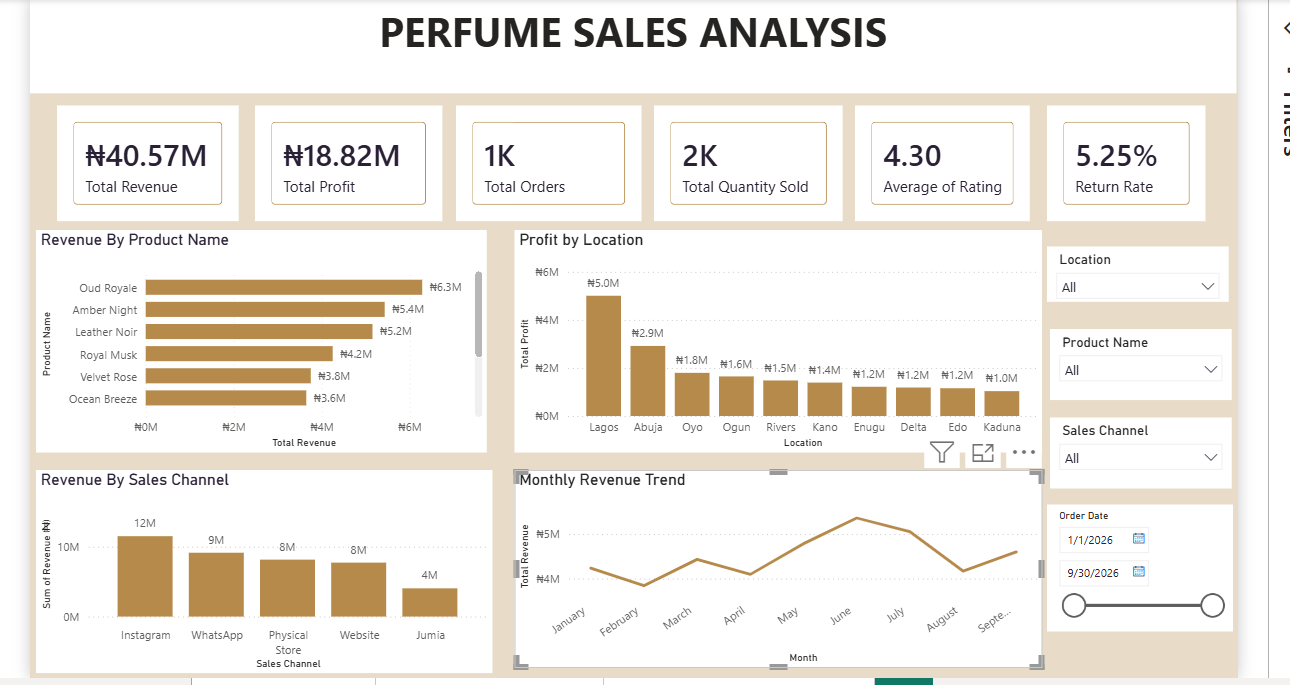 PERFUME SALES ANALYSIS
₦40.57M
Total Revenue
₦18.82M
Total Profit
1K
Total Orders
2K
Total Quantity Sold
4.30
Average of Rating
5.25%
Return Rate
Filters
Revenue By Product Name
Product Name
Oud Royale ₦6.3M
Amber Night ₦5.4M
Leather Noir ₦5.2M
Royal Musk ₦4.2M
Velvet Rose ₦3.8M
Ocean Breeze ₦3.6M
₦0M ₦2M ₦4M ₦6M
Total Revenue
Profit by Location
Total Profit
₦6M
₦4M
₦2M
₦0M
₦5.0M ₦2.9M ₦1.8M ₦1.6M ₦1.5M ₦1.4M ₦1.2M ₦1.2M ₦1.2M ₦1.0M
Lagos Abuja Oyo Ogun Rivers Kano Enugu Delta Edo Kaduna
Location
Location
All
Product Name
All
Sales Channel
All
Order Date
1/1/2026
9/30/2026
Revenue By Sales Channel
Sum of Revenue (₦)
10M
0M
12M 9M 8M 8M 4M
Instagram WhatsApp Physical Website Jumia
Store
Sales Channel
Monthly Revenue Trend
Total Revenue
₦5M
₦4M
January February March April May June July August Septe...
Month